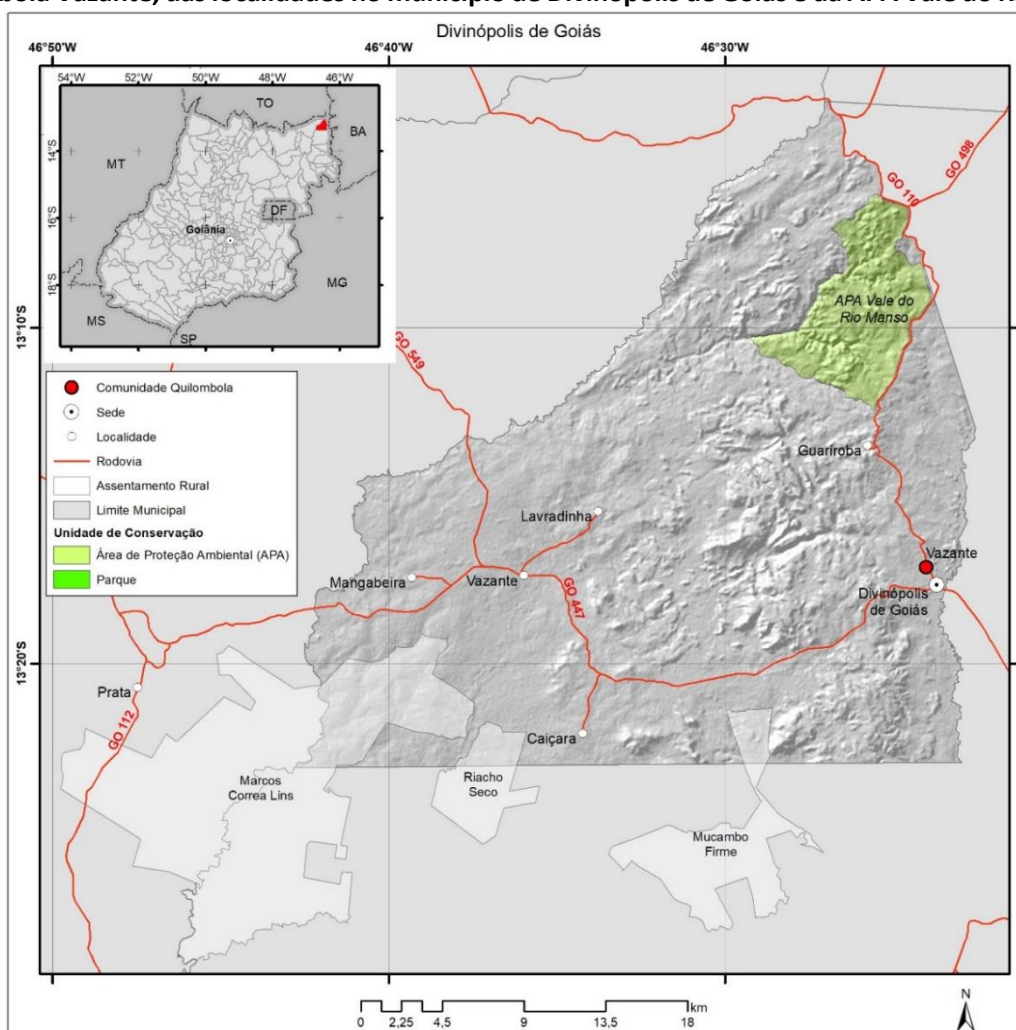 Divinópolis de Goiás
46°50'W
46°40'W
46°30'W
54°W
52°W
50°W
48°W
46°W
TO
BA
MT
14°S
DF
16°S
Goiânia
MG
18°S
MS
SP
GO 498
GO 110
APA Vale do
Rio Manso
13°10'S
GO 549
Comunidade Quilombola
Sede
Localidade
Rodovia
Assentamento Rural
Limite Municipal
Unidade de Conservação
Área de Proteção Ambiental (APA)
Parque
Guaríroba
Lavradinha
Vazante
Mangabeira
Vazante
GO 447
Divinópolis
de Goiás
13°20'S
Prata
GO 112
Caiçara
Marcos
Correa Lins
Riacho
Seco
Mucambo
Firme
N
km
0 2,25 4,5 9 13,5 18